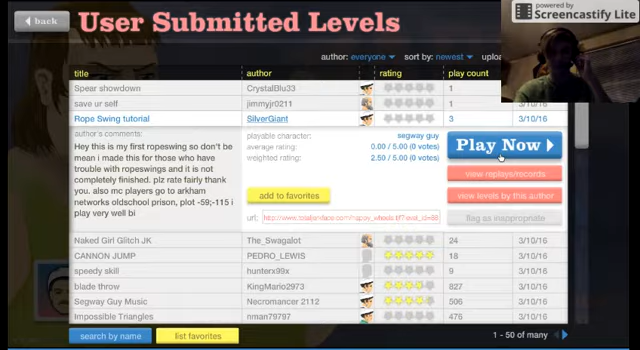 back
User Submitted Levels
powered by
Screencastify Lite
author: everyone sort by: newest uploa
title author rating play count
Spear showdown CrystalBlu33 1
save ur self jimmyjr0211 1 3/10/16
Rope Swing tutorial SilverGiant 3 3/10/16
author's comments:
Hey this is my first ropeswing so don't be
mean i made this for those who have
trouble with ropeswings and it is not
completely finished. plz rate fairly thank
you. also mc players go to arkham
networks oldschool prison, plot -59;-115 i
play very well bi
playable character: segway guy
average rating: 0.00 / 5.00 (0 votes)
weighted rating: 2.50 / 5.00 (0 votes)
add to favorites
Play Now
view replays/records
view levels by this author
flag as inappropriate
Naked Girl Glitch JK The_Swagalot 24 3/10/16
CANNON JUMP PEDRO_LEWIS 18 3/10/16
speedy skill hunterx99x 9 3/10/16
blade throw KingMario2973 827 3/10/16
Segway Guy Music Necromancer 2112 506 3/10/16
Impossible Triangles nman79797 476 3/10/16
search by name
list favorites
1 - 50 of many